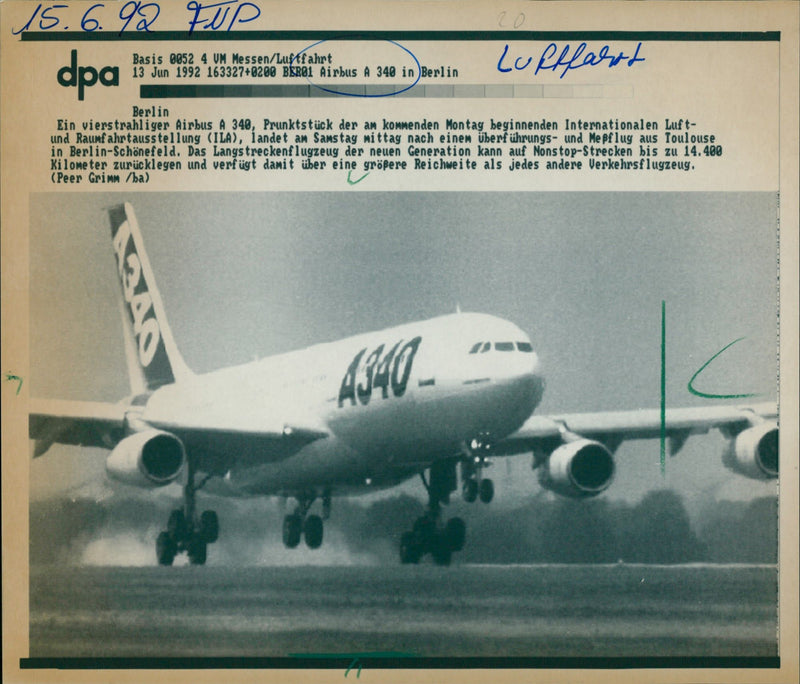 15.6.92 FNP
20
dpa
Basis 0052 4 VM Messen/Luftfahrt
13 Jun 1992 163327+0200 BER01 Airbus A 340 in Berlin
Luftfahrt
Berlin
Ein vierstrahliger Airbus A 340, Prunktstück der am kommenden Montag beginnenden Internationalen Luft-
und Raumfahrtausstellung (ILA), landet am Samstag mittag nach einem Überführungs- und Meßflug aus Toulouse
in Berlin-Schönefeld. Das Langstreckenflugzeug der neuen Generation kann auf Nonstop-Strecken bis zu 14.400
Kilometer zurücklegen und verfügt damit über eine größere Reichweite als jedes andere Verkehrsflugzeug.
(Peer Grimm /ba)
A340
A340